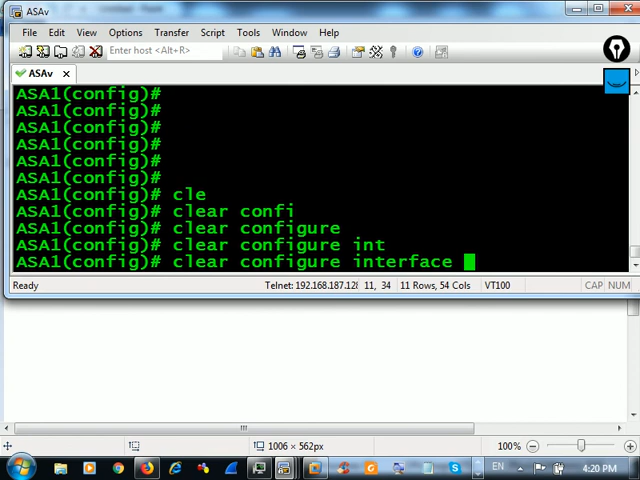 ASAv
File Edit View Options Transfer Script Tools Window Help
Enter host <Alt+R>
ASAv
ASA1(config)#
ASA1(config)#
ASA1(config)#
ASA1(config)#
ASA1(config)#
ASA1(config)#
ASA1(config)# cle
ASA1(config)# clear confi
ASA1(config)# clear configure
ASA1(config)# clear configure int
ASA1(config)# clear configure interface
Ready Telnet: 192.168.187.128 11, 34 11 Rows, 54 Cols VT100 CAP NUM
1006 × 562px 100%
EN 4:20 PM